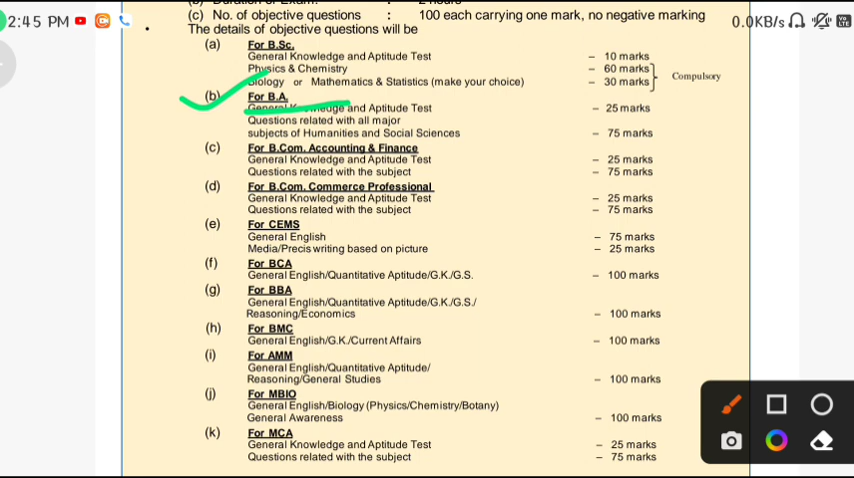 2:45 PM
0.0KB/s
(c) No. of objective questions : 100 each carrying one mark, no negative marking
• The details of objective questions will be
(a) For B.Sc.
General Knowledge and Aptitude Test – 10 marks
Physics & Chemistry – 60 marks
Biology or Mathematics & Statistics (make your choice) – 30 marks
Compulsory
(b) For B.A.
General Knowledge and Aptitude Test – 25 marks
Questions related with all major
subjects of Humanities and Social Sciences – 75 marks
(c) For B.Com. Accounting & Finance
General Knowledge and Aptitude Test – 25 marks
Questions related with the subject – 75 marks
(d) For B.Com. Commerce Professional
General Knowledge and Aptitude Test – 25 marks
Questions related with the subject – 75 marks
(e) For CEMS
General English – 75 marks
Media/Precis writing based on picture – 25 marks
(f) For BCA
General English/Quantitative Aptitude/G.K./G.S. – 100 marks
(g) For BBA
General English/Quantitative Aptitude/G.K./G.S./
Reasoning/Economics – 100 marks
(h) For BMC
General English/G.K./Current Affairs – 100 marks
(i) For AMM
General English/Quantitative Aptitude/
Reasoning/General Studies – 100 marks
(j) For MBIO
General English/Biology (Physics/Chemistry/Botany)
General Awareness – 100 marks
(k) For MCA
General Knowledge and Aptitude Test – 25 marks
Questions related with the subject – 75 marks